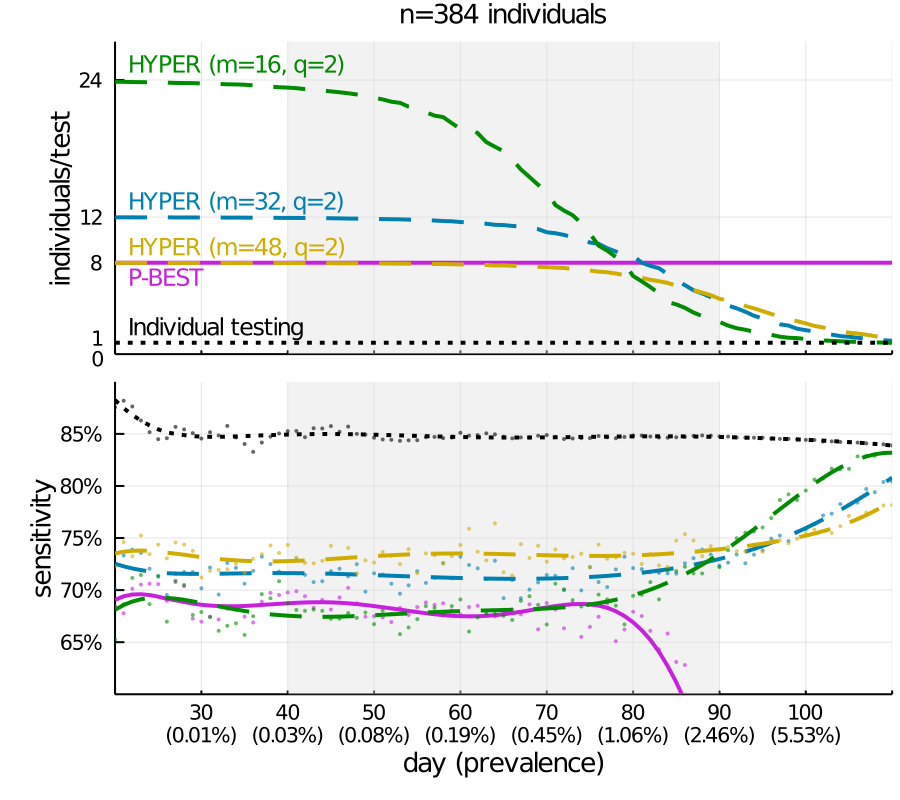 n=384 individuals
individuals/test
24
HYPER (m=16, q=2)
12
HYPER (m=32, q=2)
HYPER (m=48, q=2)
8
P-BEST
Individual testing
1
0
sensitivity
85%
80%
75%
70%
65%
30 40 50 60 70 80 90 100
(0.01%) (0.03%) (0.08%) (0.19%) (0.45%) (1.06%) (2.46%) (5.53%)
day (prevalence)